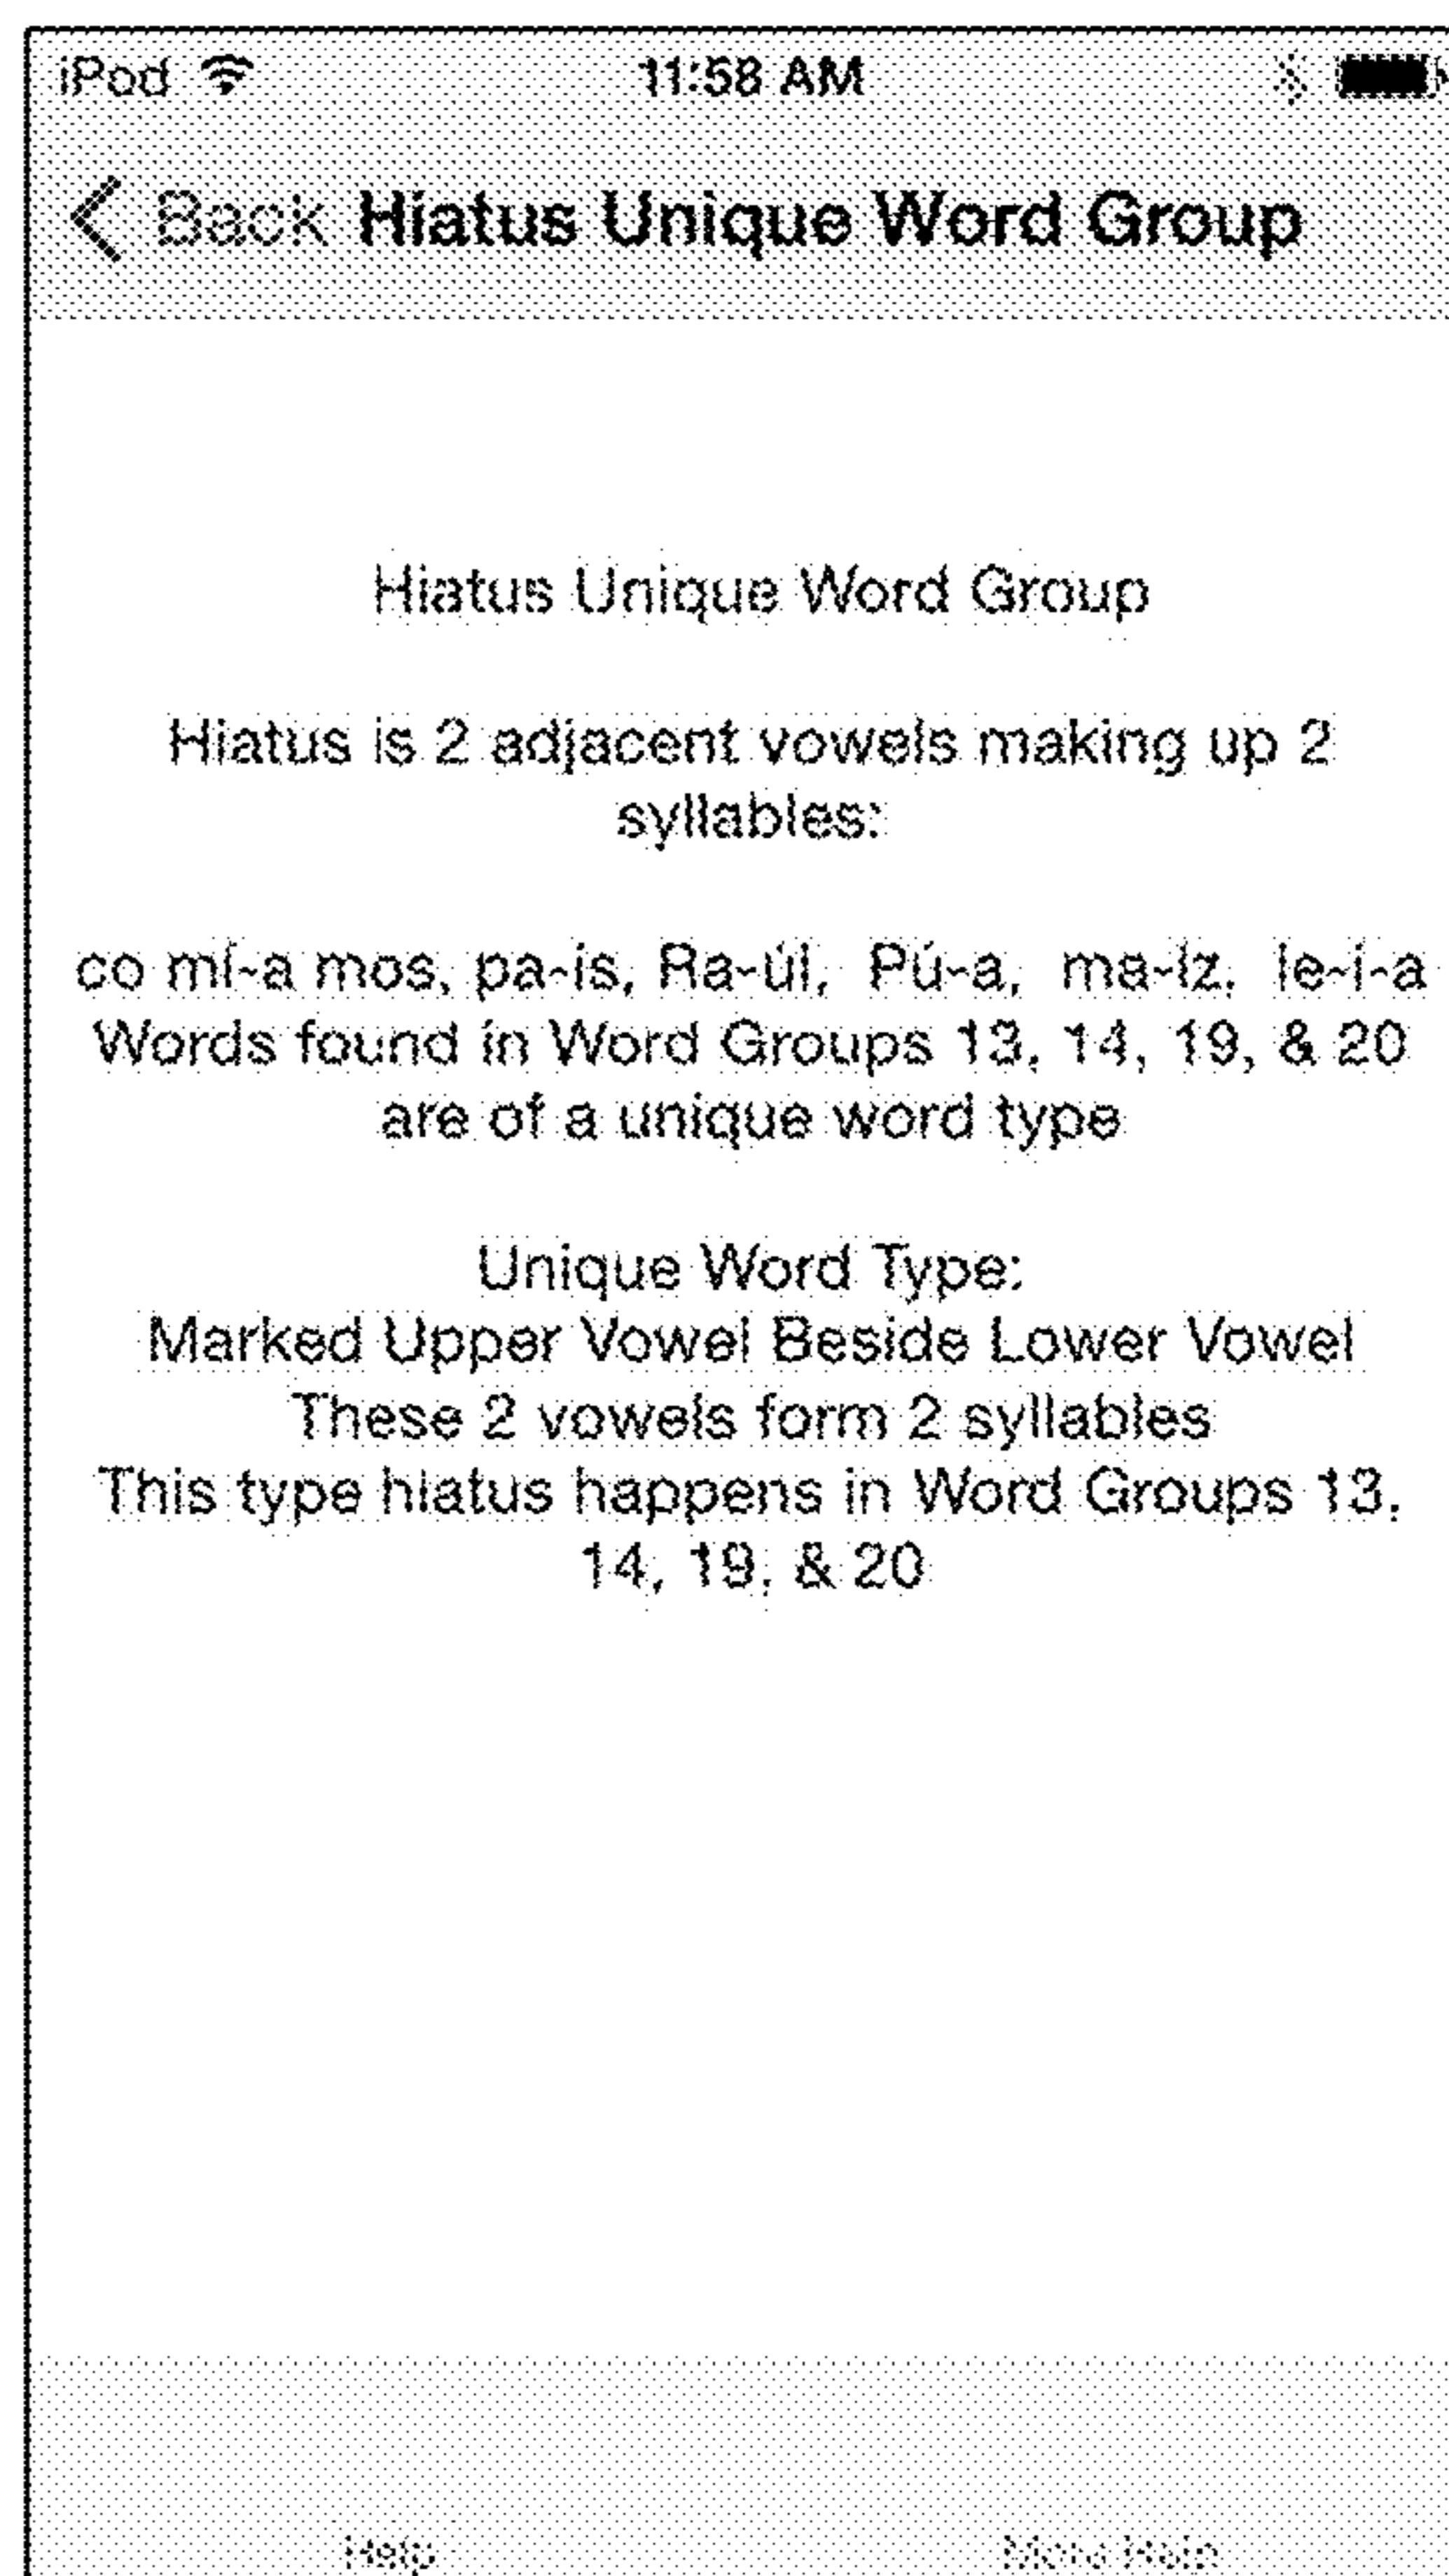 iPod 11:58 AM
Back Hiatus Unique Word Group
Hiatus Unique Word Group
Hiatus is 2 adjacent vowels making up 2
syllables:
co mí-a mos, pa-ís, Ra-úl, Pú-a, ma-íz, le-í-a
Words found in Word Groups 13, 14, 19, & 20
are of a unique word type
Unique Word Type:
Marked Upper Vowel Beside Lower Vowel
These 2 vowels form 2 syllables
This type hiatus happens in Word Groups 13,
14, 19, & 20
Help More Help